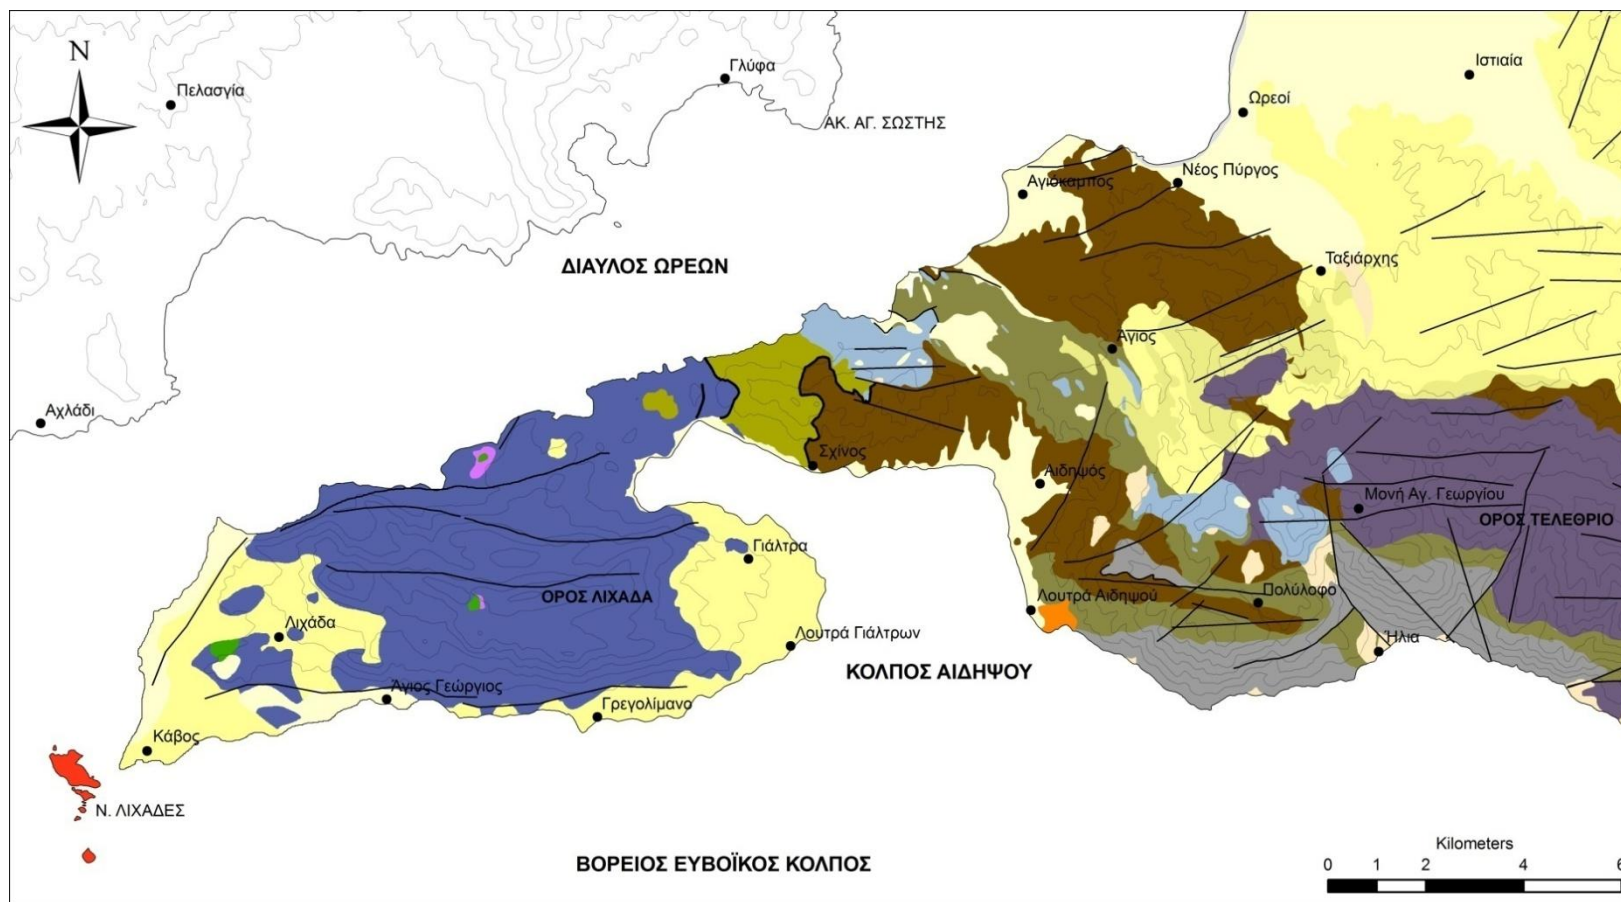 N
Πελασγία
Γλύφα
Ιστιαία
Ωρεοί
ΑΚ. ΑΓ. ΣΩΣΤΗΣ
Αγιόκαμπος
Νέος Πύργος
ΔΙΑΥΛΟΣ ΩΡΕΩΝ
Ταξιάρχης
Άγιος
Αχλάδι
Σχίνος
Αιδηψός
Μονή Αγ. Γεωργίου
ΟΡΟΣ ΤΕΛΕΘΡΙΟ
Γιάλτρα
ΟΡΟΣ ΛΙΧΑΔΑ
Πολύλοφο
Λουτρά Αιδηψού
Λιχάδα
Λουτρά Γιάλτρων
Ήλια
ΚΟΛΠΟΣ ΑΙΔΗΨΟΥ
Άγιος Γεώργιος
Γρεγολίμανο
Κάβος
Ν. ΛΙΧΑΔΕΣ
ΒΟΡΕΙΟΣ ΕΥΒΟΪΚΟΣ ΚΟΛΠΟΣ
Kilometers
0 1 2 4 6